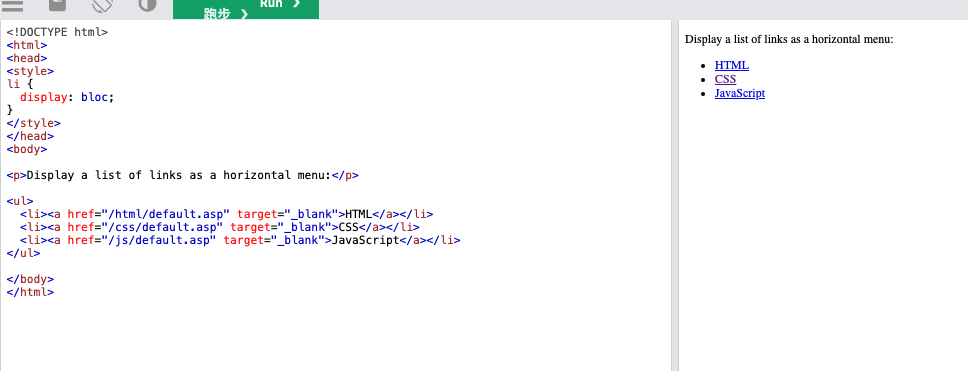 Run ❯
跑步 ❯
<!DOCTYPE html>
<html>
<head>
<style>
li {
  display: bloc;
}
</style>
</head>
<body>

<p>Display a list of links as a horizontal menu:</p>

<ul>
  <li><a href="/html/default.asp" target="_blank">HTML</a></li>
  <li><a href="/css/default.asp" target="_blank">CSS</a></li>
  <li><a href="/js/default.asp" target="_blank">JavaScript</a></li>
</ul>

</body>
</html>
Display a list of links as a horizontal menu:
HTML
CSS
JavaScript